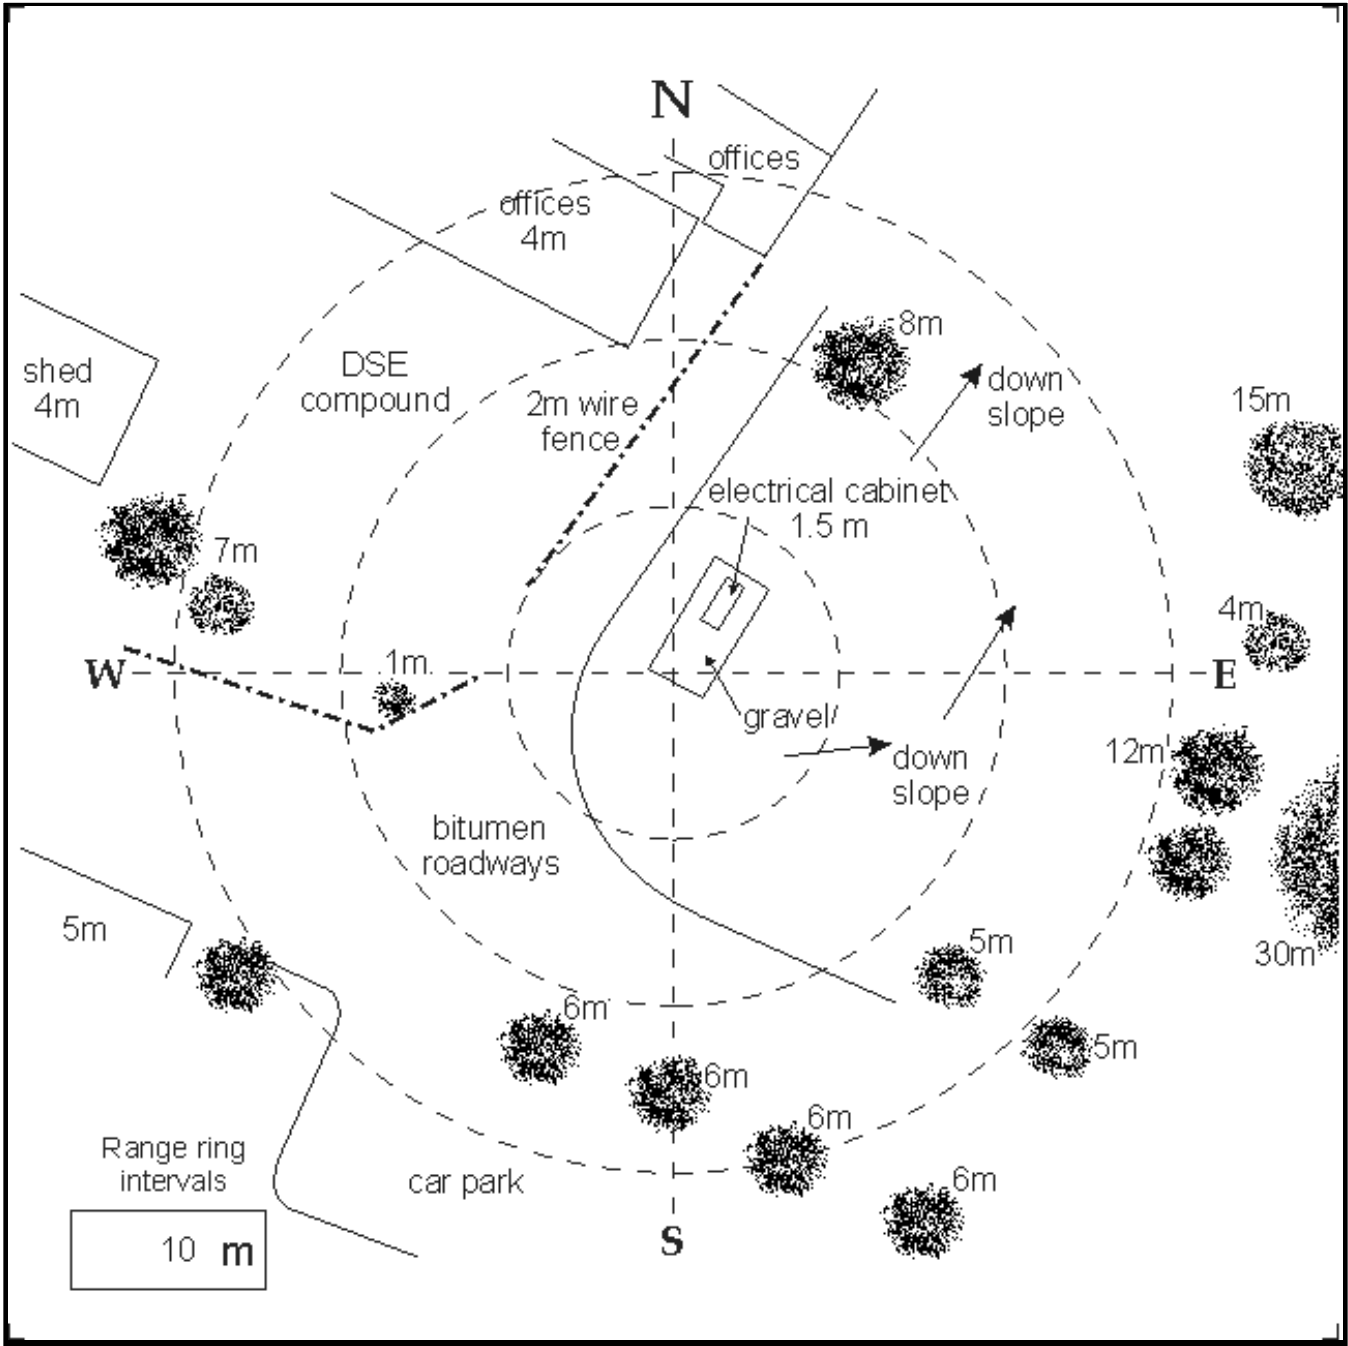 N
offices
offices
4m
8m
DSE
compound
shed
4m
2m wire
fence
down
slope
15m
electrical cabinet
1.5 m
7m
4m
1m
W
E
gravel
down
slope
12m
bitumen
roadways
5m
5m
30m
6m
5m
6m
6m
Range ring
intervals
car park
6m
S
10 m